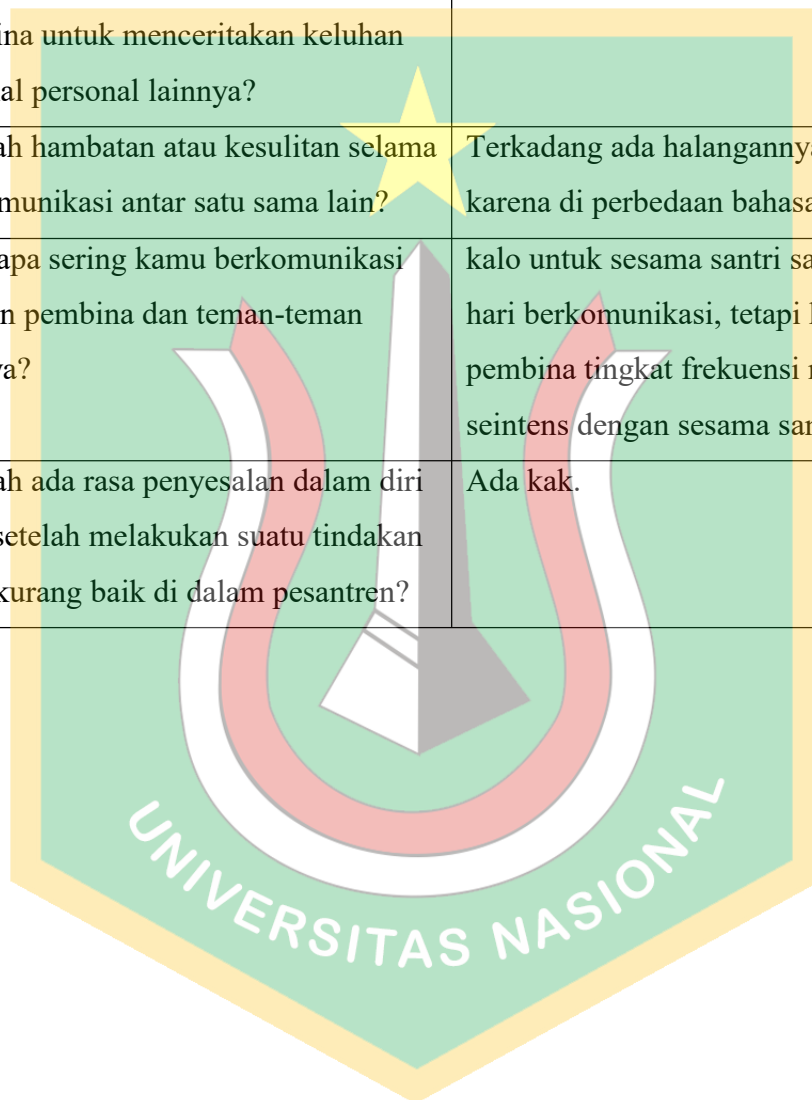 ina untuk menceritakan keluhan
al personal lainnya?
ah hambatan atau kesulitan selama
munikasi antar satu sama lain?
Terkadang ada halangannya
karena di perbedaan bahasa
apa sering kamu berkomunikasi
n pembina dan teman-teman
ya?
kalo untuk sesama santri sa
hari berkomunikasi, tetapi
pembina tingkat frekuensi
seintens dengan sesama san
ah ada rasa penyesalan dalam diri
setelah melakukan suatu tindakan
kurang baik di dalam pesantren?
Ada kak.
UNIVERSITAS NASIONAL